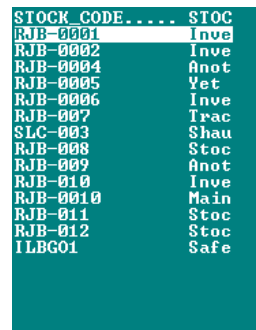 STOCK_CODE..... STOC
RJB-0001 Inve
RJB-0002 Inve
RJB-0004 Anot
RJB-0005 Yet
RJB-0006 Inve
RJB-007 Trac
SLC-003 Shau
RJB-008 Stoc
RJB-009 Anot
RJB-010 Inve
RJB-0010 Main
RJB-011 Stoc
RJB-012 Stoc
ILBGO1 Safe